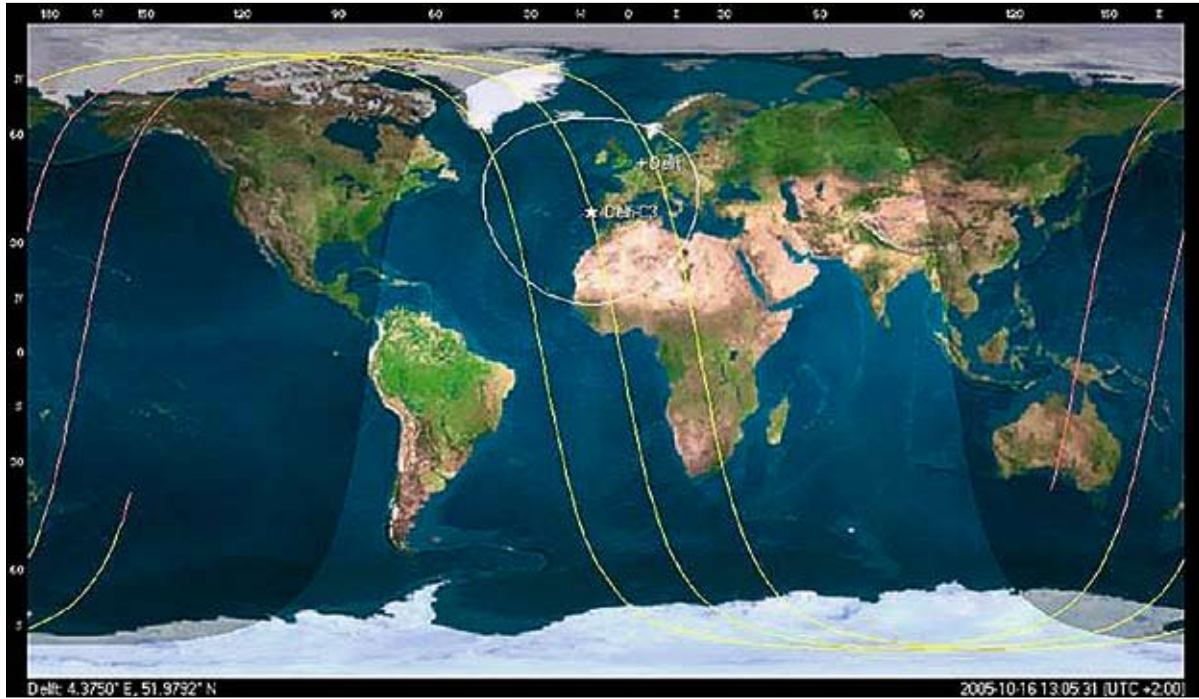 180 W 150 120 90 60 30 W 0 E 30 60 90 120 150 E
N
60
+Delft
Delfi-C3
30
N
0
S
30
60
S
Delft: 4.3750° E, 51.9792° N
2005-10-16 13:05:31 (UTC +2:00)